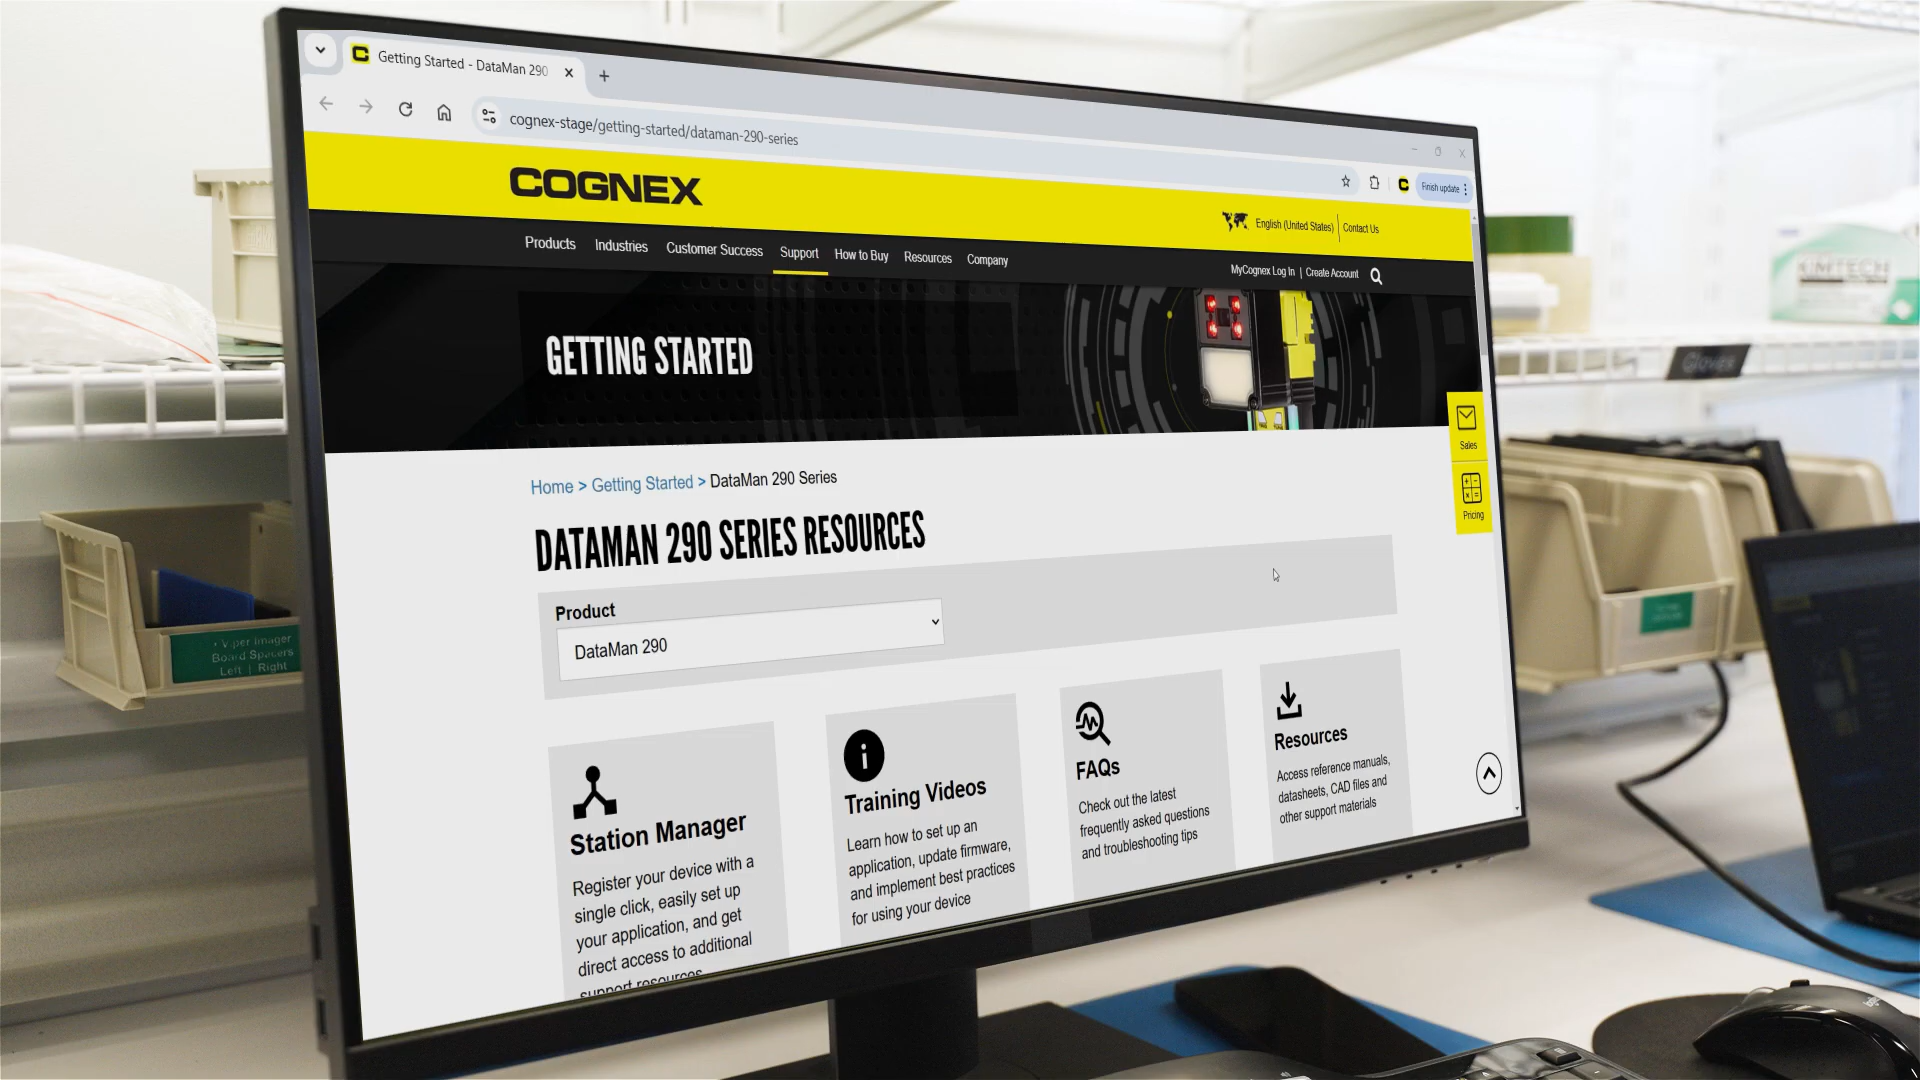 Getting Started - DataMan 290
cognex-stage/getting-started/dataman-290-series
Finish update
COGNEX
English (United States) | Contact Us
Products Industries Customer Success Support How to Buy Resources Company
MyCognex Log In | Create Account
GETTING STARTED
Sales
Pricing
Home > Getting Started > DataMan 290 Series
DATAMAN 290 SERIES RESOURCES
Product
DataMan 290
Station Manager
Register your device with a
single click, easily set up
your application, and get
direct access to additional
support resources
Training Videos
Learn how to set up an
application, update firmware,
and implement best practices
for using your device
FAQs
Check out the latest
frequently asked questions
and troubleshooting tips
Resources
Access reference manuals,
datasheets, CAD files and
other support materials
• Viper Imager
Board Spacers
Left | Right
KIMTECH
Gloves